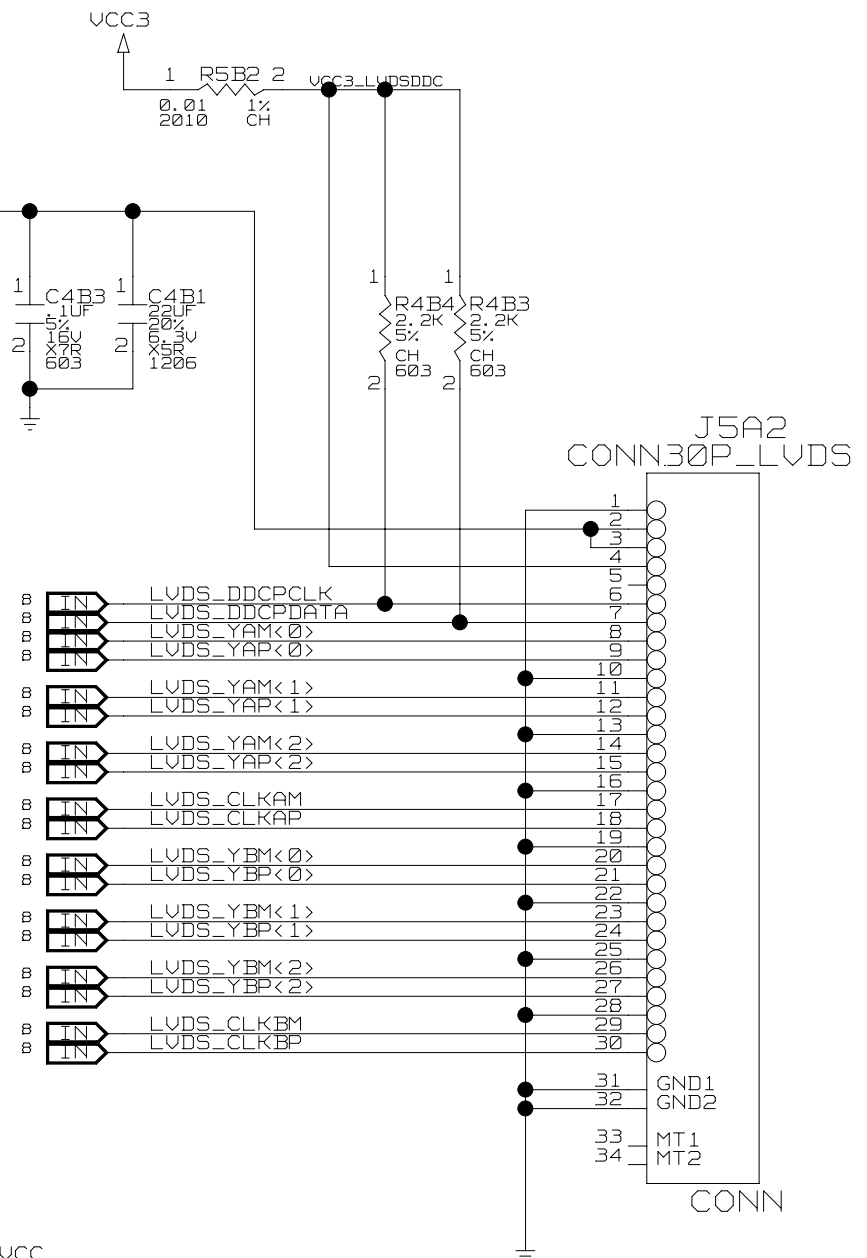 VCC3
1 R5B2 2 VCC3_LVDSDDC
0.01 1%
2010 CH
1 C4B3
.1UF
5%
16V
2 X7R
603
1 C4B1
22UF
20%
6.3V
2 X5R
1206
1 R4B4
2.2K
5%
CH
2 603
1 R4B3
2.2K
5%
CH
2 603
J5A2
CONN30P_LVDS
1
2
3
4
5
8 IN LVDS_DDCPCLK 6
8 IN LVDS_DDCPDATA 7
8 IN LVDS_YAM<0> 8
8 IN LVDS_YAP<0> 9
10
8 IN LVDS_YAM<1> 11
8 IN LVDS_YAP<1> 12
13
8 IN LVDS_YAM<2> 14
8 IN LVDS_YAP<2> 15
16
8 IN LVDS_CLKAM 17
8 IN LVDS_CLKAP 18
19
8 IN LVDS_YBM<0> 20
8 IN LVDS_YBP<0> 21
22
8 IN LVDS_YBM<1> 23
8 IN LVDS_YBP<1> 24
25
8 IN LVDS_YBM<2> 26
8 IN LVDS_YBP<2> 27
28
8 IN LVDS_CLKBM 29
8 IN LVDS_CLKBP 30
31 GND1
32 GND2
33 MT1
34 MT2
CONN
VCC